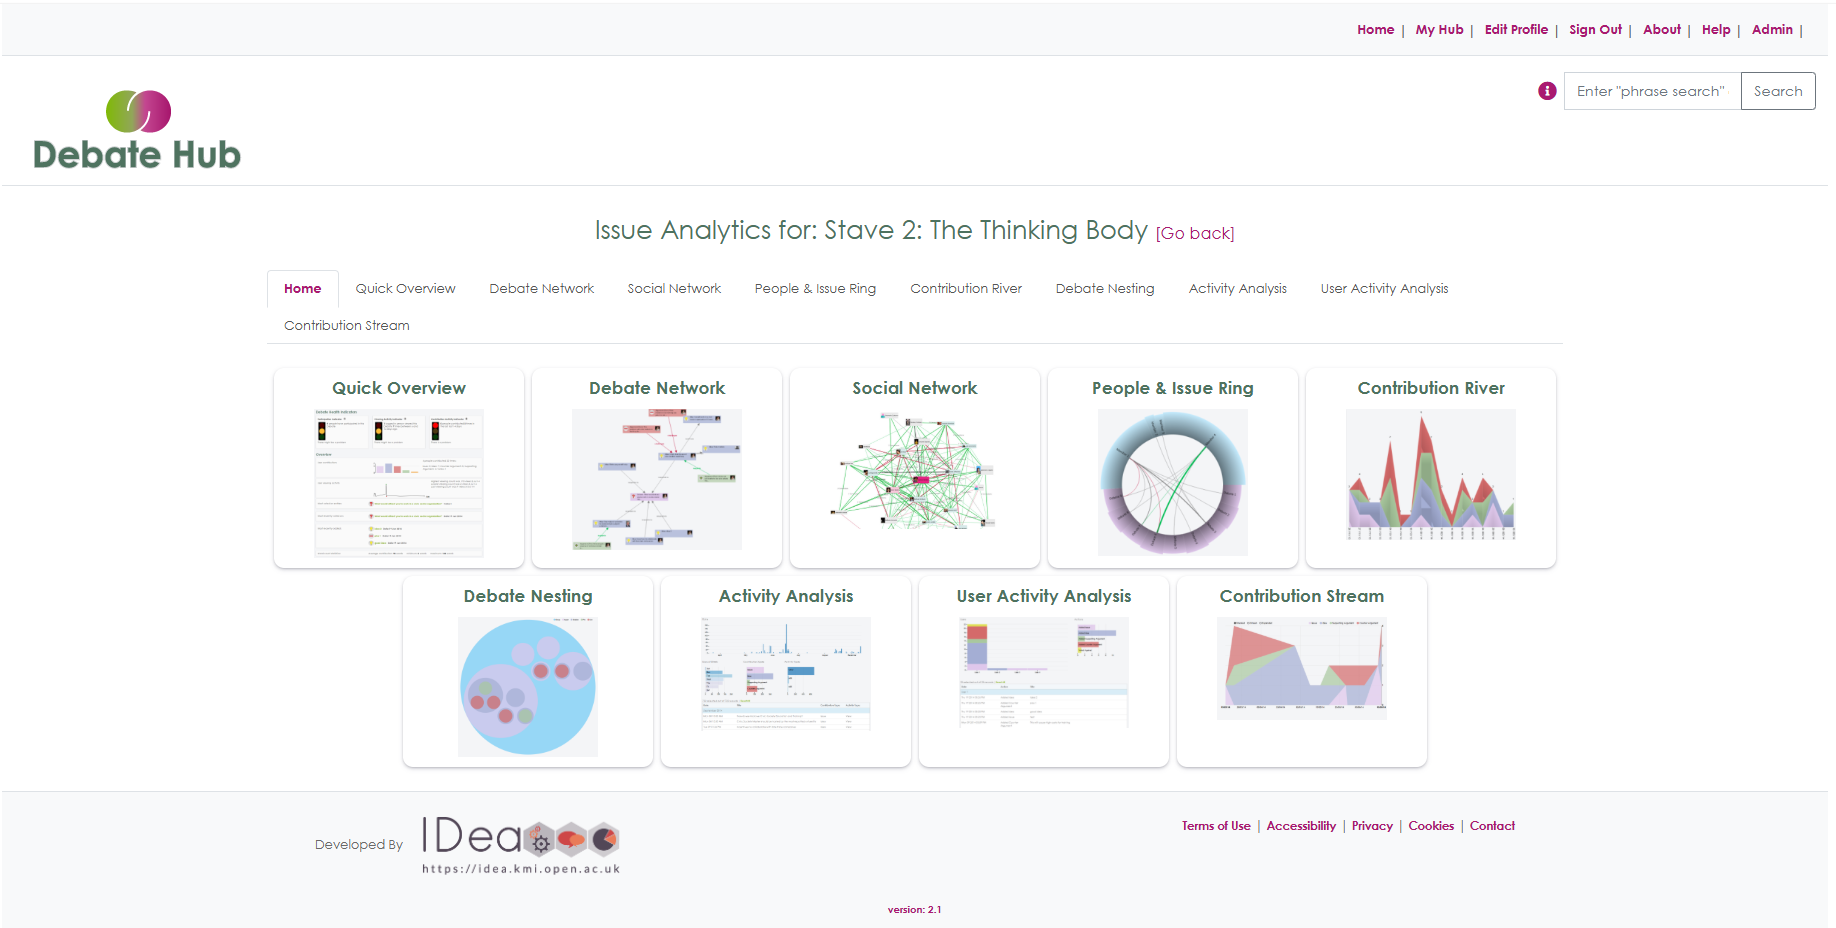 Home | My Hub | Edit Profile | Sign Out | About | Help | Admin |
Debate Hub
Enter "phrase search"
Search
Issue Analytics for: Stave 2: The Thinking Body [Go back]
Home
Quick Overview
Debate Network
Social Network
People & Issue Ring
Contribution River
Debate Nesting
Activity Analysis
User Activity Analysis
Contribution Stream
Quick Overview
Debate Network
Social Network
People & Issue Ring
Contribution River
Debate Nesting
Activity Analysis
User Activity Analysis
Contribution Stream
Developed By
IDea
https://idea.kmi.open.ac.uk
Terms of Use | Accessibility | Privacy | Cookies | Contact
version: 2.1